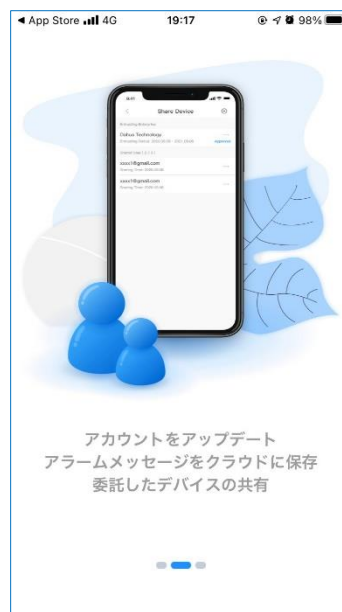 App Store 4G 19:17 98%
Share Device
Dahua Technology
xxxx1@gmail.com
xxxx1@gmail.com
アカウントをアップデート
アラームメッセージをクラウドに保存
委託したデバイスの共有